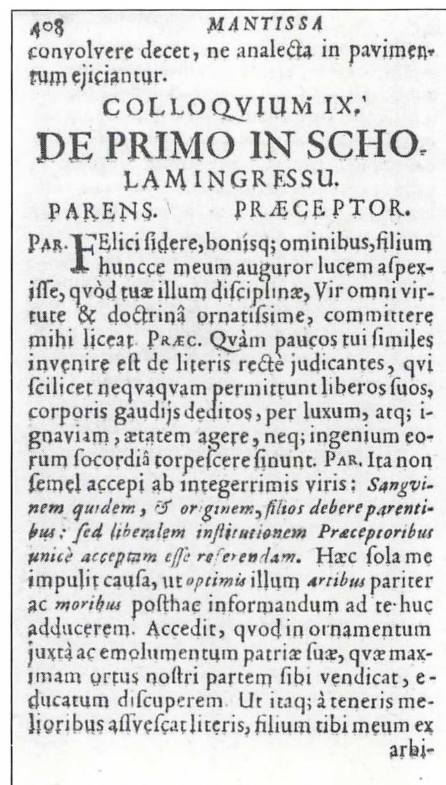 408 MANTISSA
convolvere decet, ne analecta in pavimen-
tum ejiciantur.
COLLOQVIUM IX.
DE PRIMO IN SCHO-
LAM INGRESSU.
PARENS. PRÆCEPTOR.
PAR. FElici ſidere, boniſq; ominibus, filium
huncce meum auguror lucem aſpex-
iſſe, qvòd tuæ illum diſciplinæ, Vir omni vir-
tute & doctrinâ ornatiſſime, committere
mihi liceat. PRÆC. Qvàm paucos tui ſimiles
invenire eſt de literis rectè judicantes, qvi
ſcilicet neqvaqvam permittunt liberos ſuos,
corporis gaudijs deditos, per luxum, atq; i-
gnaviam, ætatem agere, neq; ingenium eo-
rum ſocordiâ torpeſcere ſinunt. PAR. Ita non
ſemel accepi ab integerrimis viris: Sangvi-
nem quidem, & originem, filios debere parenti-
bus: ſed liberalem inſtitutionem Præceptoribus
unicè acceptam eſſe referendam. Hæc ſola me
impulit cauſa, ut optimis illum artibus pariter
ac moribus poſthac informandum ad te huc
adducerem. Accedit, qvod in ornamentum
juxtà ac emolumentum patriæ ſuæ, qvæ max-
imam ortus noſtri partem ſibi vendicat, e-
ducatum diſcuperem. Ut itaq; à teneris me-
lioribus aſſveſcat literis, filium tibi meum ex
arbi-